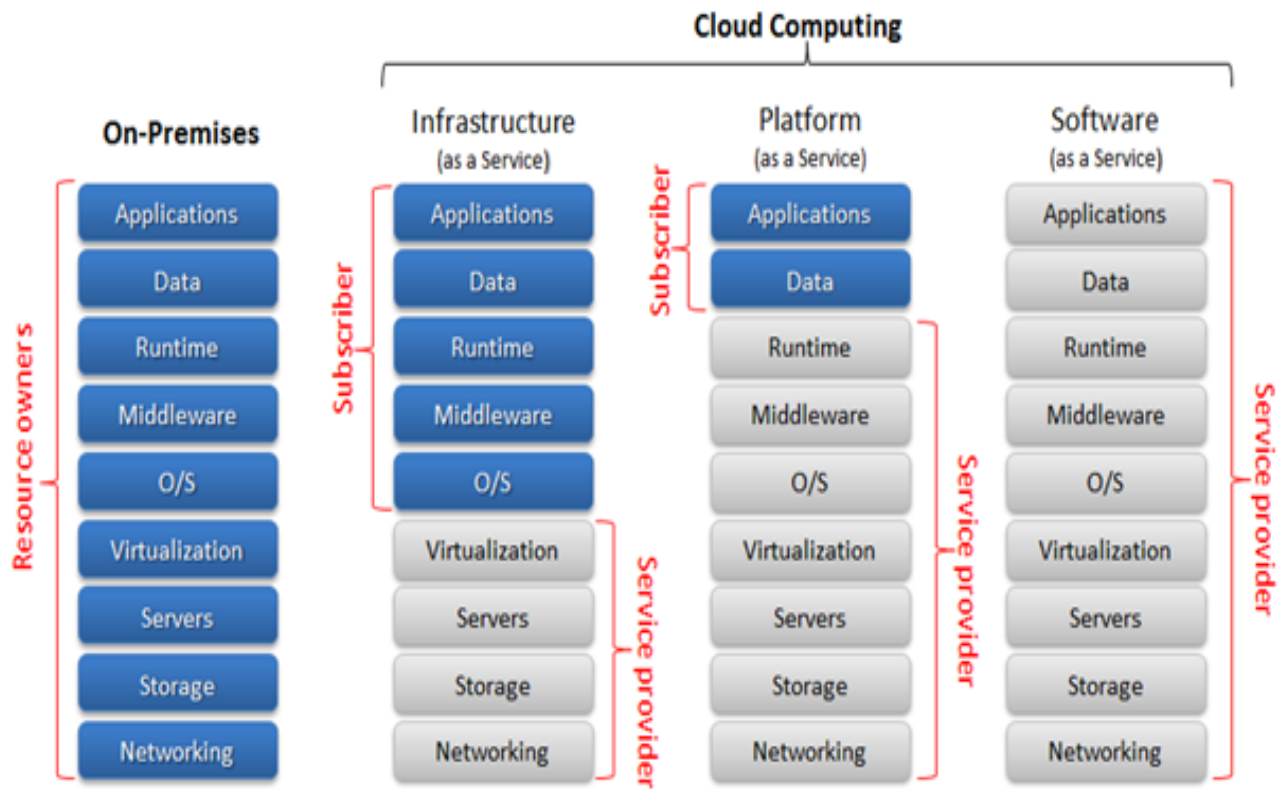 Cloud Computing
On-Premises
Resource owners
Applications
Data
Runtime
Middleware
O/S
Virtualization
Servers
Storage
Networking
Infrastructure
(as a Service)
Subscriber
Applications
Data
Runtime
Middleware
O/S
Virtualization
Servers
Storage
Networking
Service provider
Platform
(as a Service)
Subscriber
Applications
Data
Runtime
Middleware
O/S
Virtualization
Servers
Storage
Networking
Service provider
Software
(as a Service)
Applications
Data
Runtime
Middleware
O/S
Virtualization
Servers
Storage
Networking
Service provider